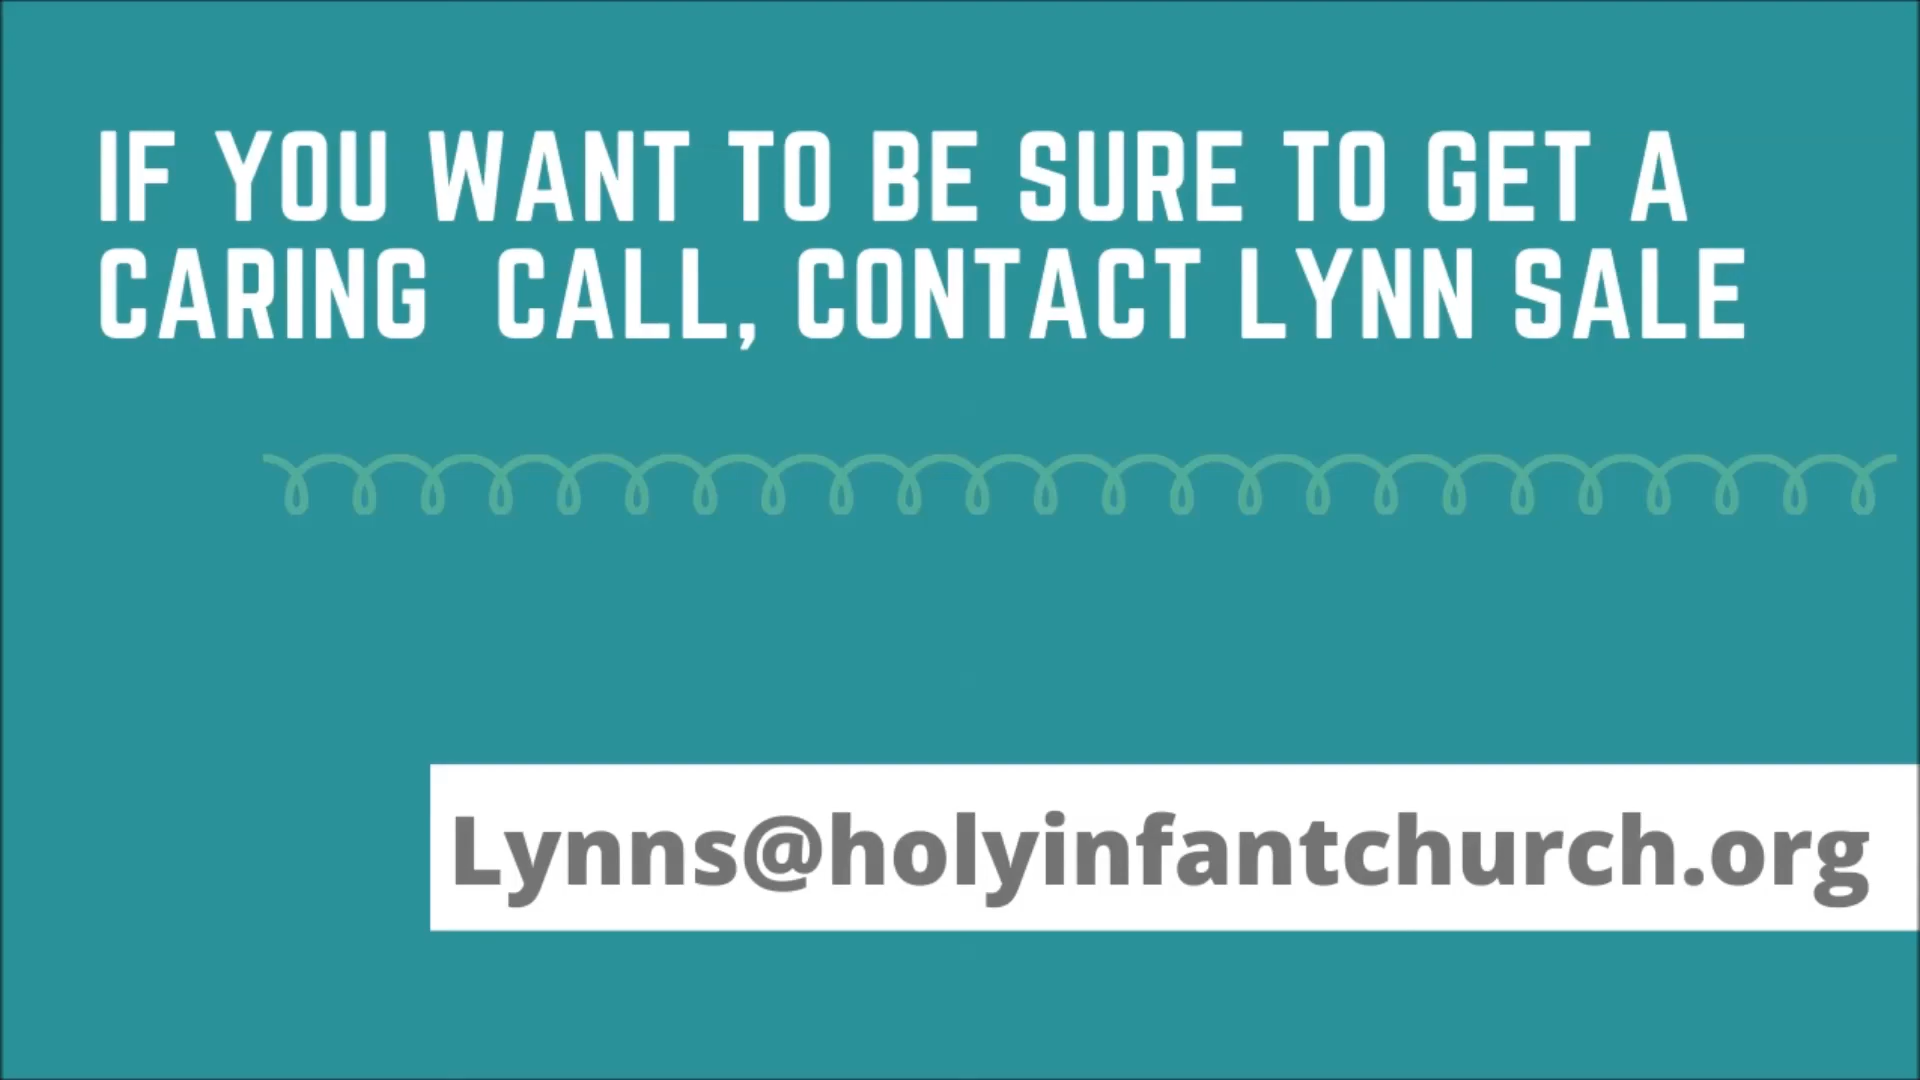 IF YOU WANT TO BE SURE TO GET A
CARING CALL, CONTACT LYNN SALE
Lynns@holyinfantchurch.org